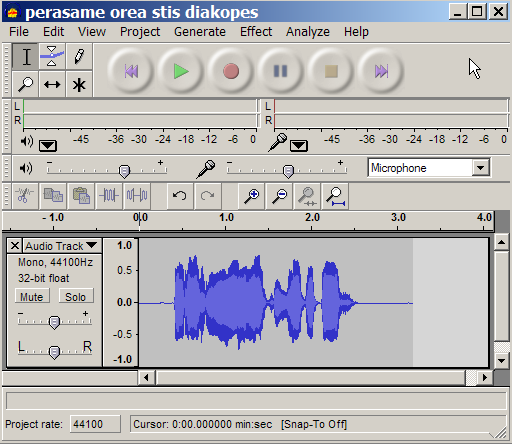 perasame orea stis diakopes
File Edit View Project Generate Effect Analyze Help
L
R
-45 -36 -30 -24 -18 -12 -6 0
L
R
-45 -36 -30 -24 -18 -12 -6 0
- +
- +
Microphone
- 1.0 0.0 1.0 2.0 3.0 4.0
Audio Track
Mono, 44100Hz
32-bit float
Mute Solo
- +
L R
1.0
0.5
0.0
-0.5
-1.0
Project rate: 44100 Cursor: 0:00.000000 min:sec [Snap-To Off]